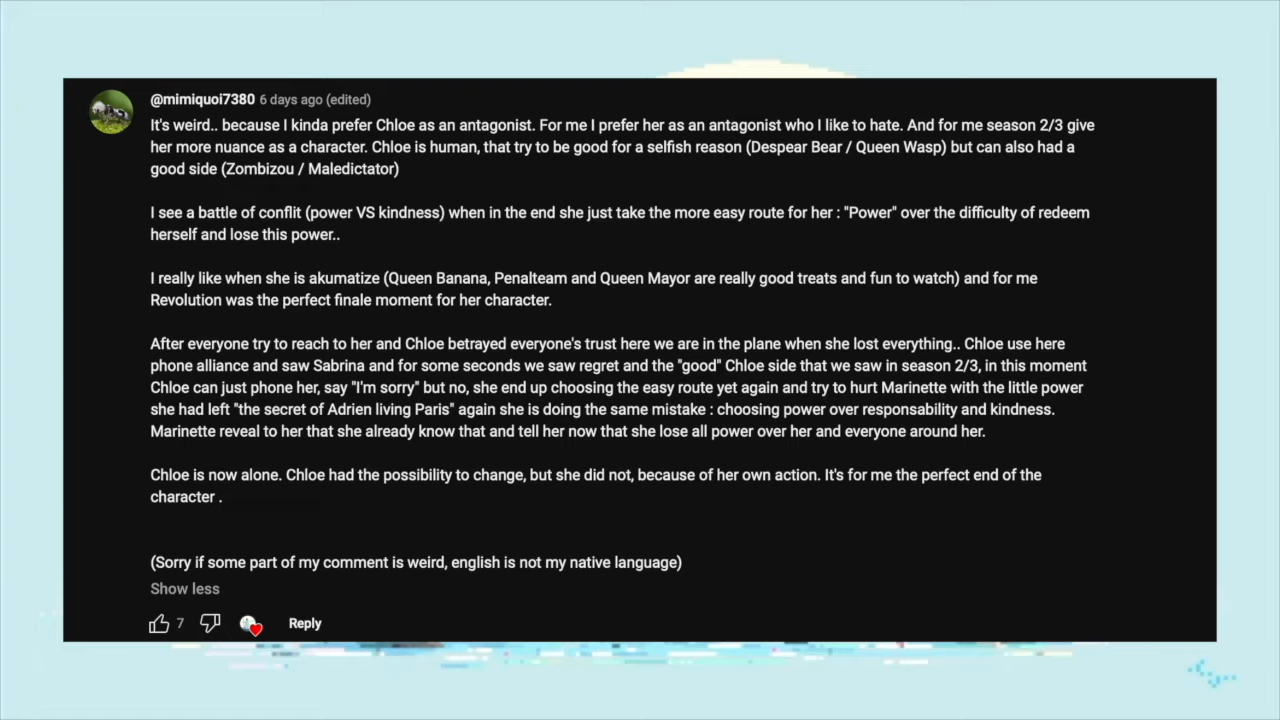 @mimiquoi7380 6 days ago (edited)
It's weird.. because I kinda prefer Chloe as an antagonist. For me I prefer her as an antagonist who I like to hate. And for me season 2/3 give
her more nuance as a character. Chloe is human, that try to be good for a selfish reason (Despear Bear / Queen Wasp) but can also had a
good side (Zombizou / Maledictator)
I see a battle of conflit (power VS kindness) when in the end she just take the more easy route for her : "Power" over the difficulty of redeem
herself and lose this power..
I really like when she is akumatize (Queen Banana, Penalteam and Queen Mayor are really good treats and fun to watch) and for me
Revolution was the perfect finale moment for her character.
After everyone try to reach to her and Chloe betrayed everyone's trust here we are in the plane when she lost everything.. Chloe use here
phone alliance and saw Sabrina and for some seconds we saw regret and the "good" Chloe side that we saw in season 2/3, in this moment
Chloe can just phone her, say "I'm sorry" but no, she end up choosing the easy route yet again and try to hurt Marinette with the little power
she had left "the secret of Adrien living Paris" again she is doing the same mistake : choosing power over responsability and kindness.
Marinette reveal to her that she already know that and tell her now that she lose all power over her and everyone around her.
Chloe is now alone. Chloe had the possibility to change, but she did not, because of her own action. It's for me the perfect end of the
character .
(Sorry if some part of my comment is weird, english is not my native language)
Show less
7 Reply